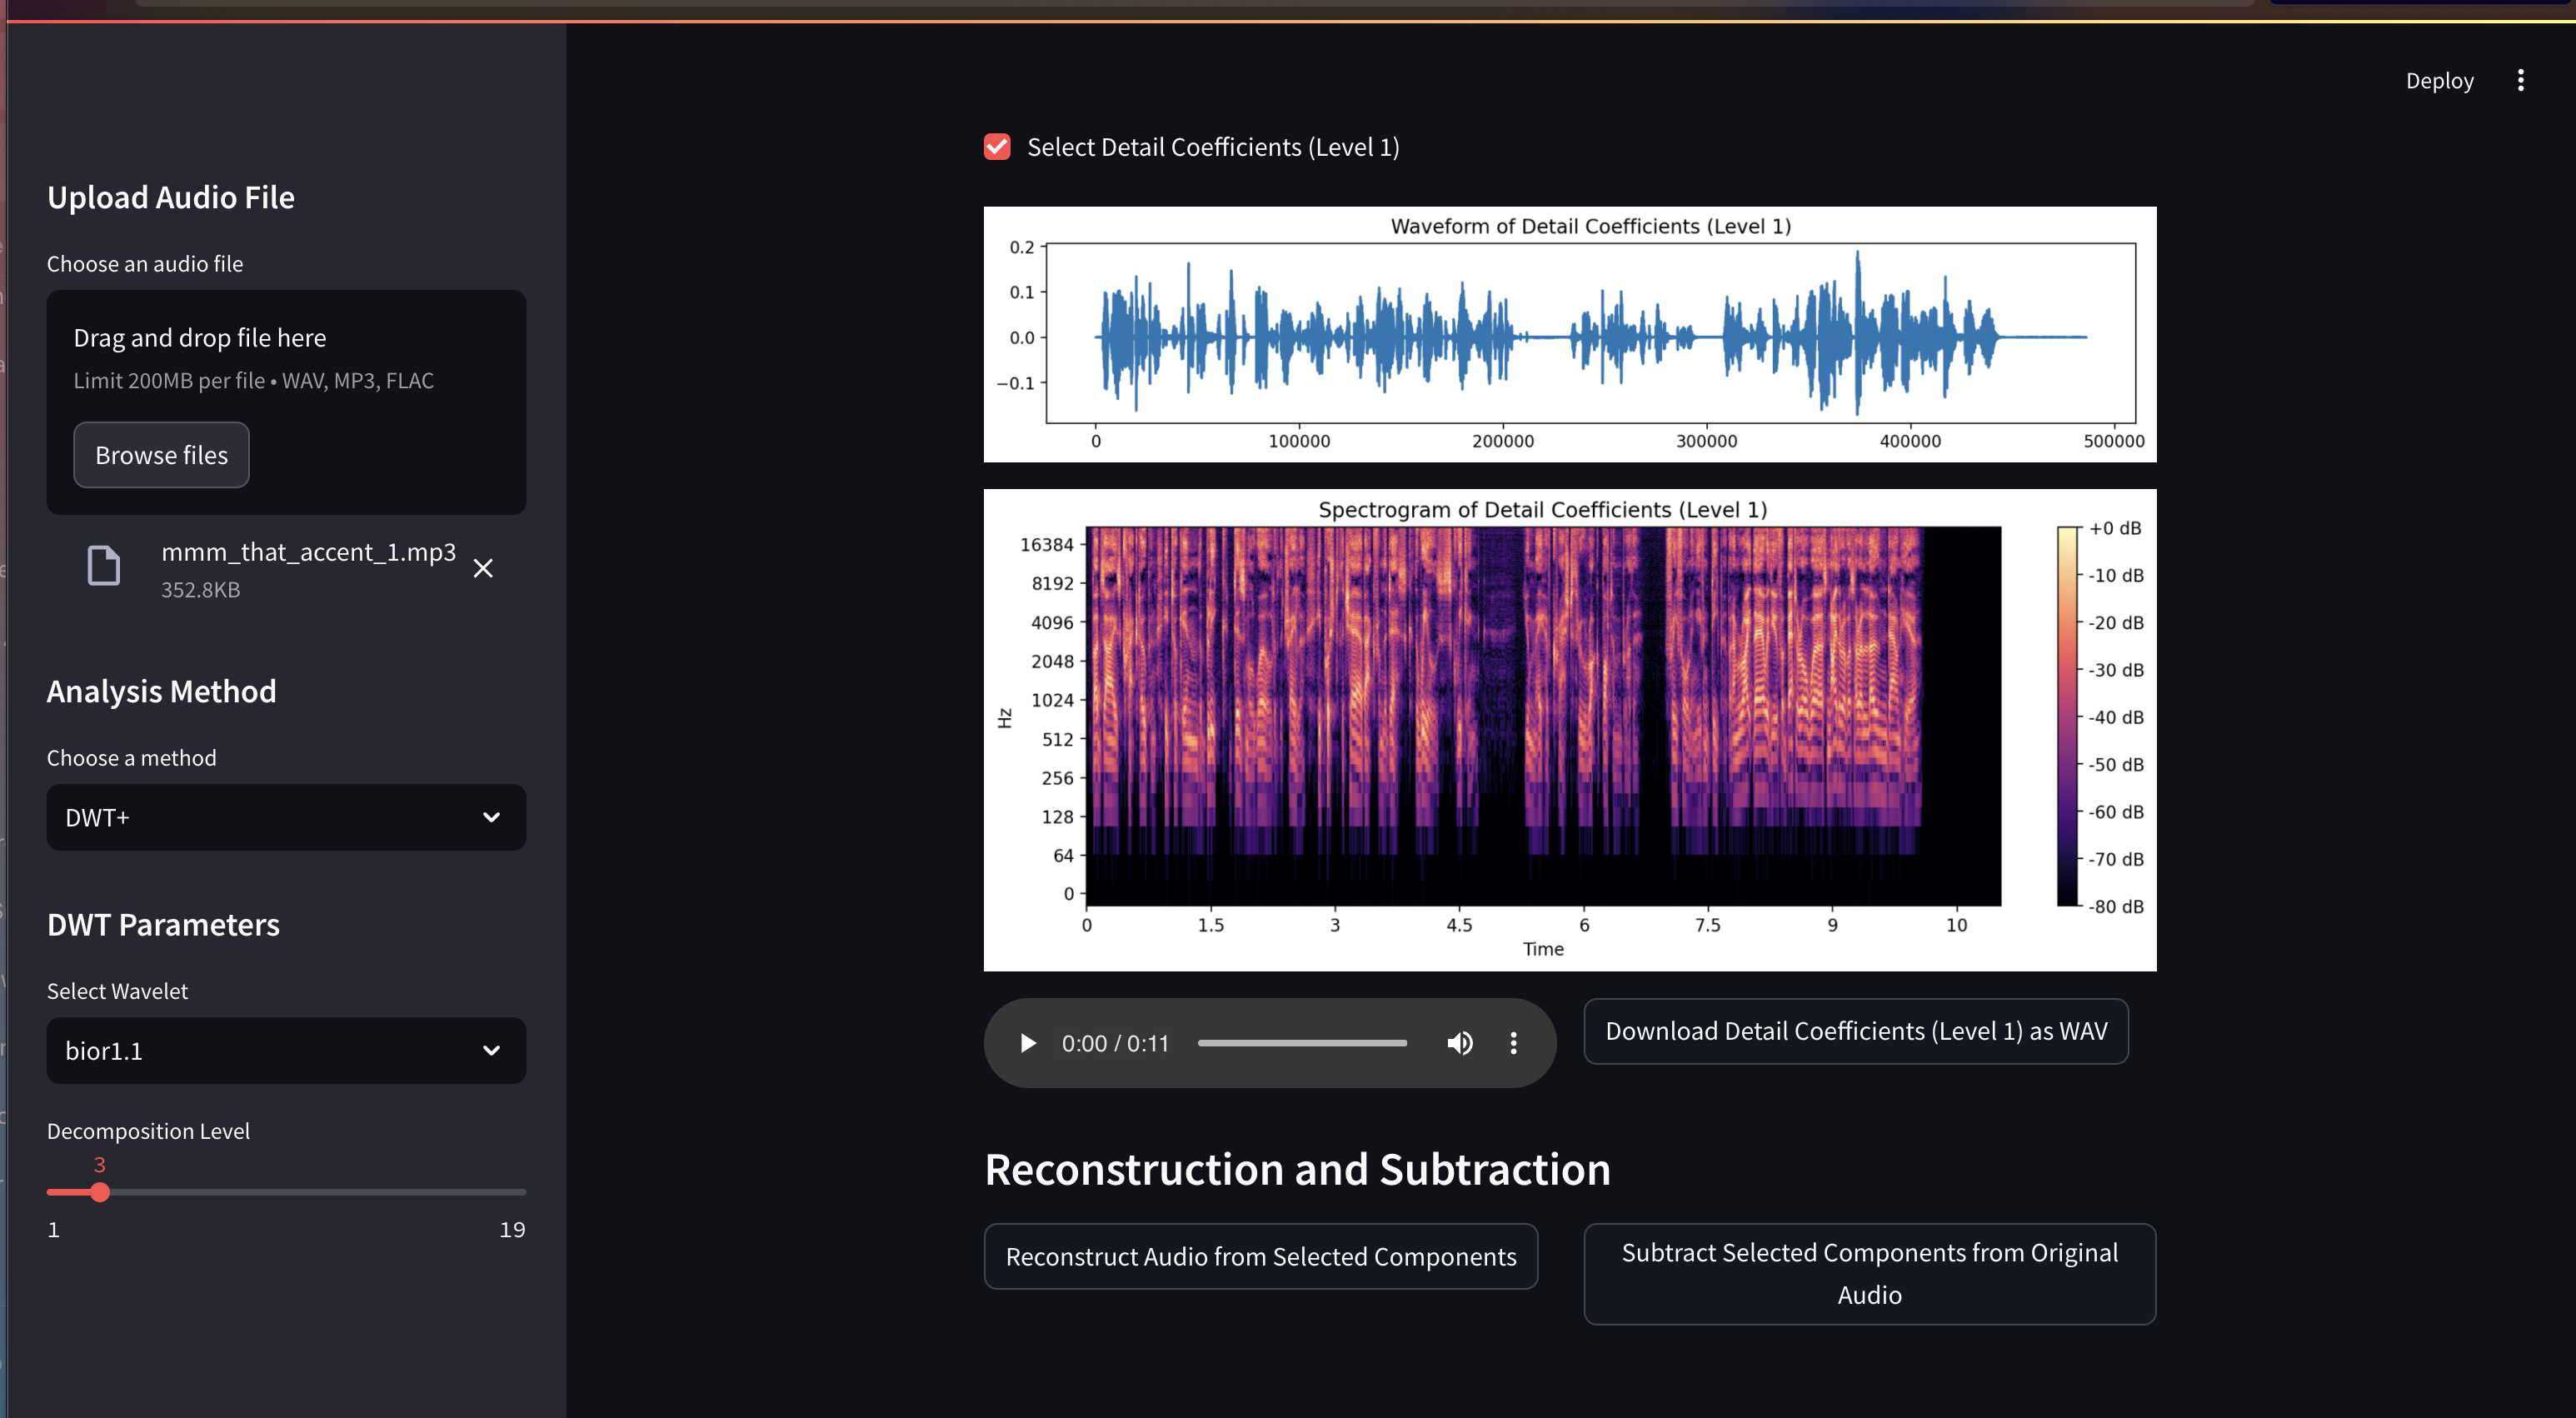 Deploy
Upload Audio File
Choose an audio file
Drag and drop file here
Limit 200MB per file • WAV, MP3, FLAC
Browse files
mmm_that_accent_1.mp3
352.8KB
Analysis Method
Choose a method
DWT+
DWT Parameters
Select Wavelet
bior1.1
Decomposition Level
3
1
19
Select Detail Coefficients (Level 1)
Waveform of Detail Coefficients (Level 1)
0.2
0.1
0.0
−0.1
0 100000 200000 300000 400000 500000
Spectrogram of Detail Coefficients (Level 1)
Hz
16384
8192
4096
2048
1024
512
256
128
64
0
0 1.5 3 4.5 6 7.5 9 10
Time
+0 dB
-10 dB
-20 dB
-30 dB
-40 dB
-50 dB
-60 dB
-70 dB
-80 dB
0:00 / 0:11
Download Detail Coefficients (Level 1) as WAV
Reconstruction and Subtraction
Reconstruct Audio from Selected Components
Subtract Selected Components from Original
Audio